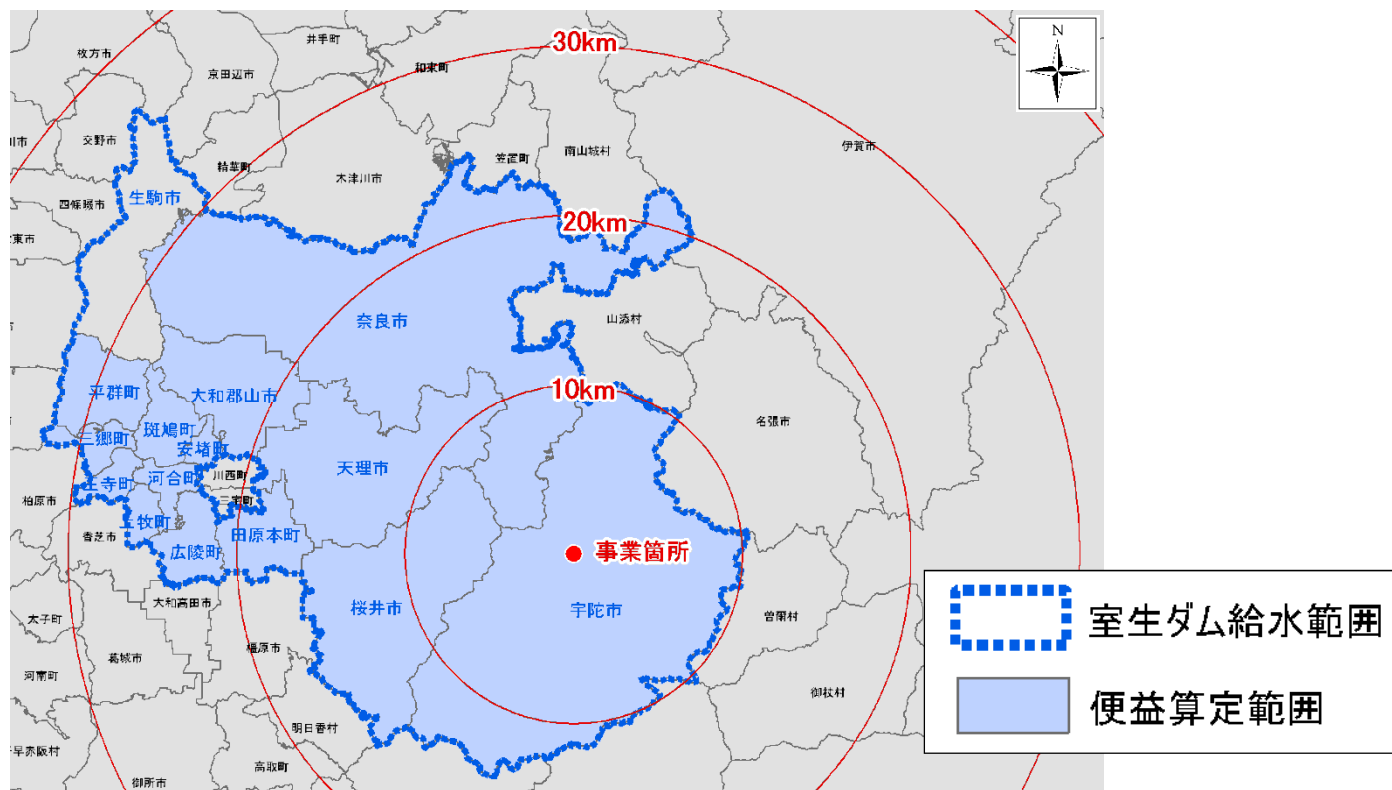 井手町
30km
N
枚方市
和束町
京田辺市
交野市
川市
伊賀市
南山城村
笠置町
精華町
木津川市
生駒市
四條畷市
20km
東市
奈良市
山添村
10km
平群町
大和郡山市
名張市
斑鳩町
三郷町
安堵町
天理市
川西町
河合町
王寺町
三宅町
柏原市
上牧町
田原本町
香芝市
広陵町
事業箇所
大和高田市
桜井市
宇陀市
太子町
曽爾村
橿原市
葛城市
河南町
御杖村
明日香村
早赤阪村
高取町
御所市
室生ダム給水範囲
便益算定範囲